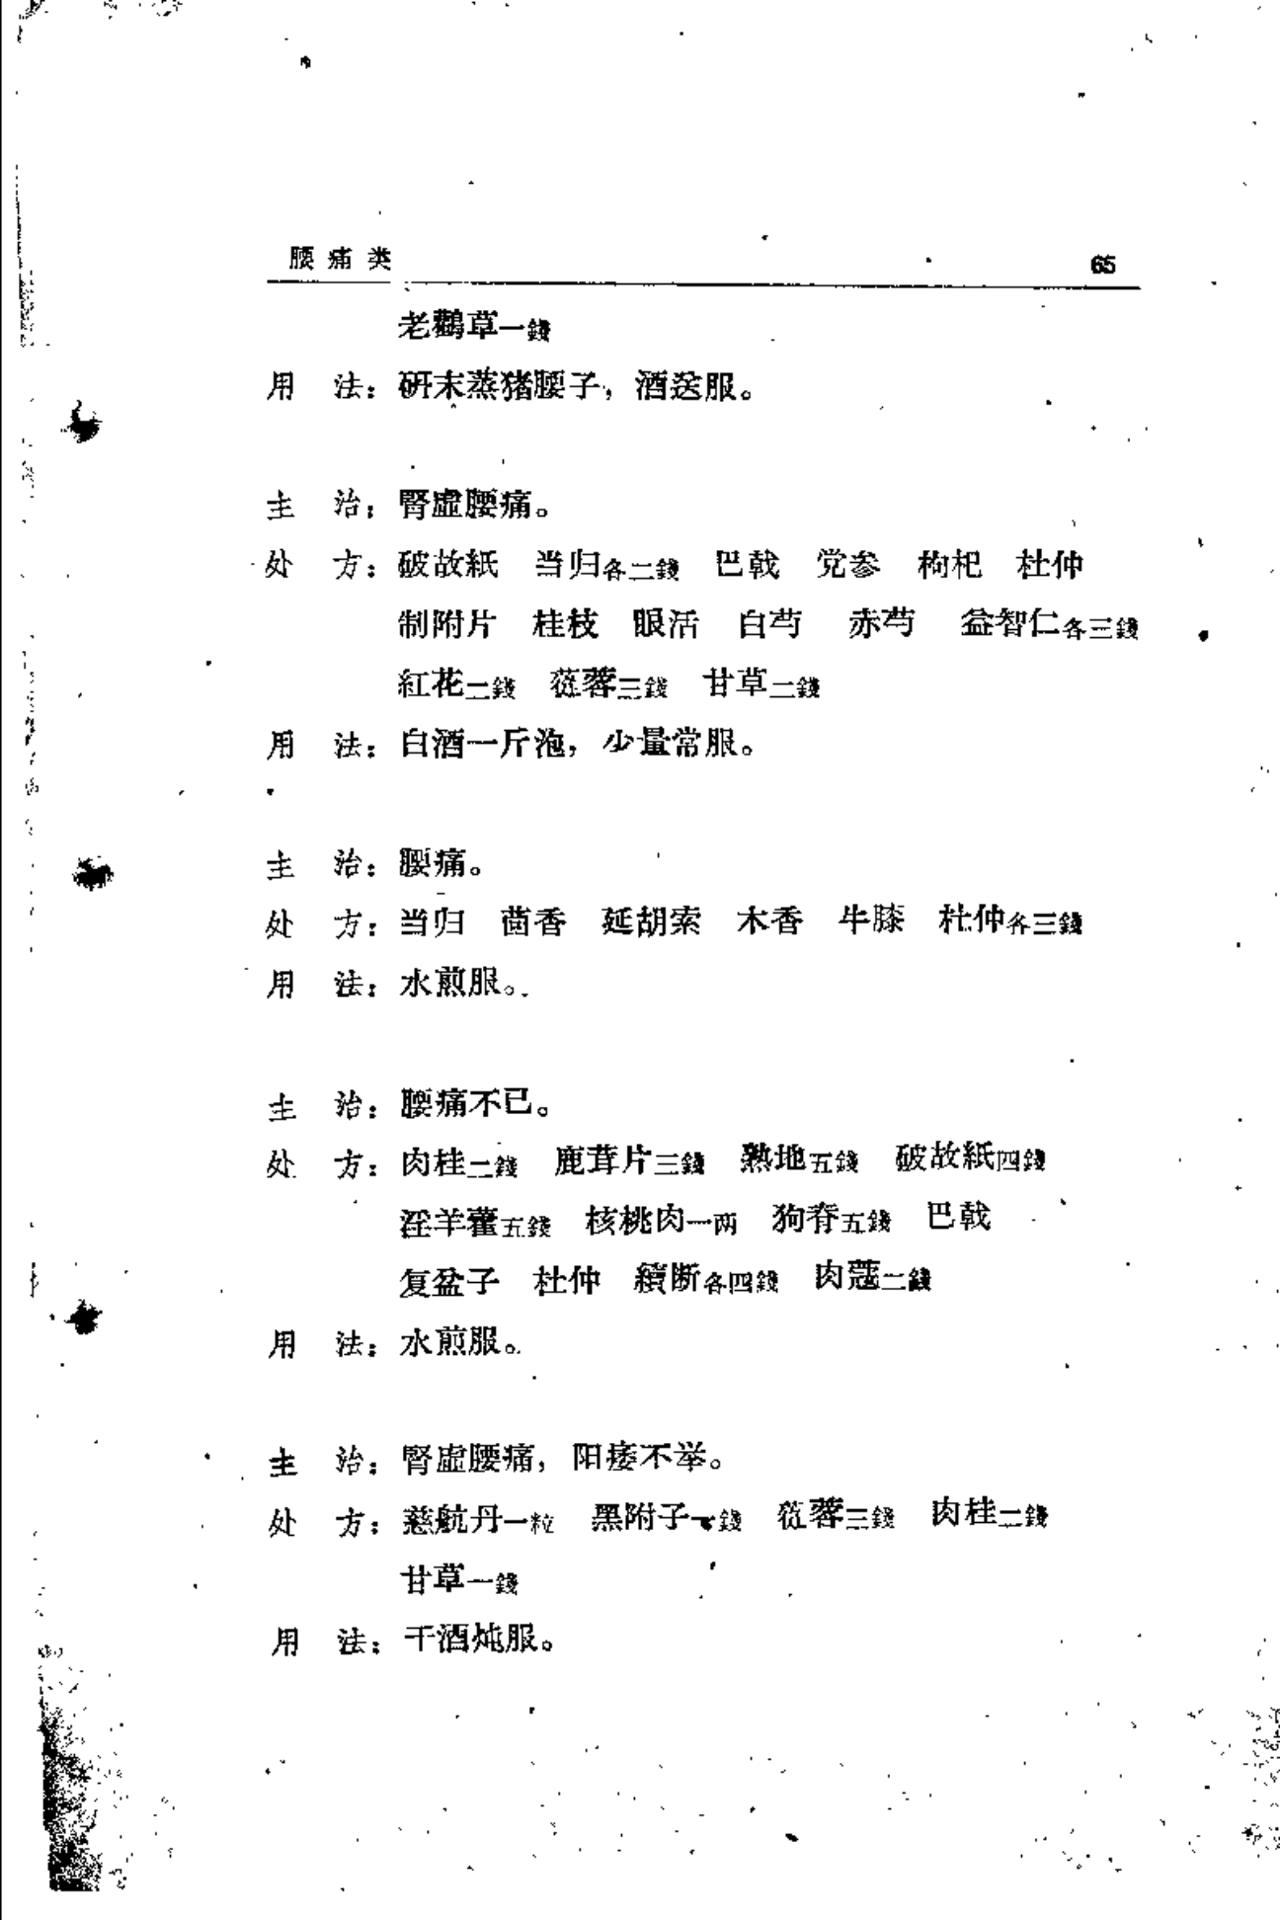 腰痛类 65
老鸛草一錢
用 法：研末蒸猪腰子，酒送服。
主 治：腎虛腰痛。
处 方：破故紙 当归各二錢 巴戟 党参 枸杞 杜仲
制附片 桂枝 眼活 白芍 赤芍 益智仁各三錢
紅花二錢 蓯蓉三錢 甘草二錢
用 法：白酒一斤泡，少量常服。
主 治：腰痛。
处 方：当归 茴香 延胡索 木香 牛膝 杜仲各三錢
用 法：水煎服。
主 治：腰痛不已。
处 方：肉桂二錢 鹿茸片三錢 熟地五錢 破故紙四錢
淫羊藿五錢 核桃肉一两 狗脊五錢 巴戟
复盆子 杜仲 續断各四錢 肉蔻二錢
用 法：水煎服。
主 治：腎虛腰痛，阳痿不举。
处 方：慈航丹一粒 黑附子 錢 蓯蓉三錢 肉桂二錢
甘草一錢
用 法：干酒炖服。